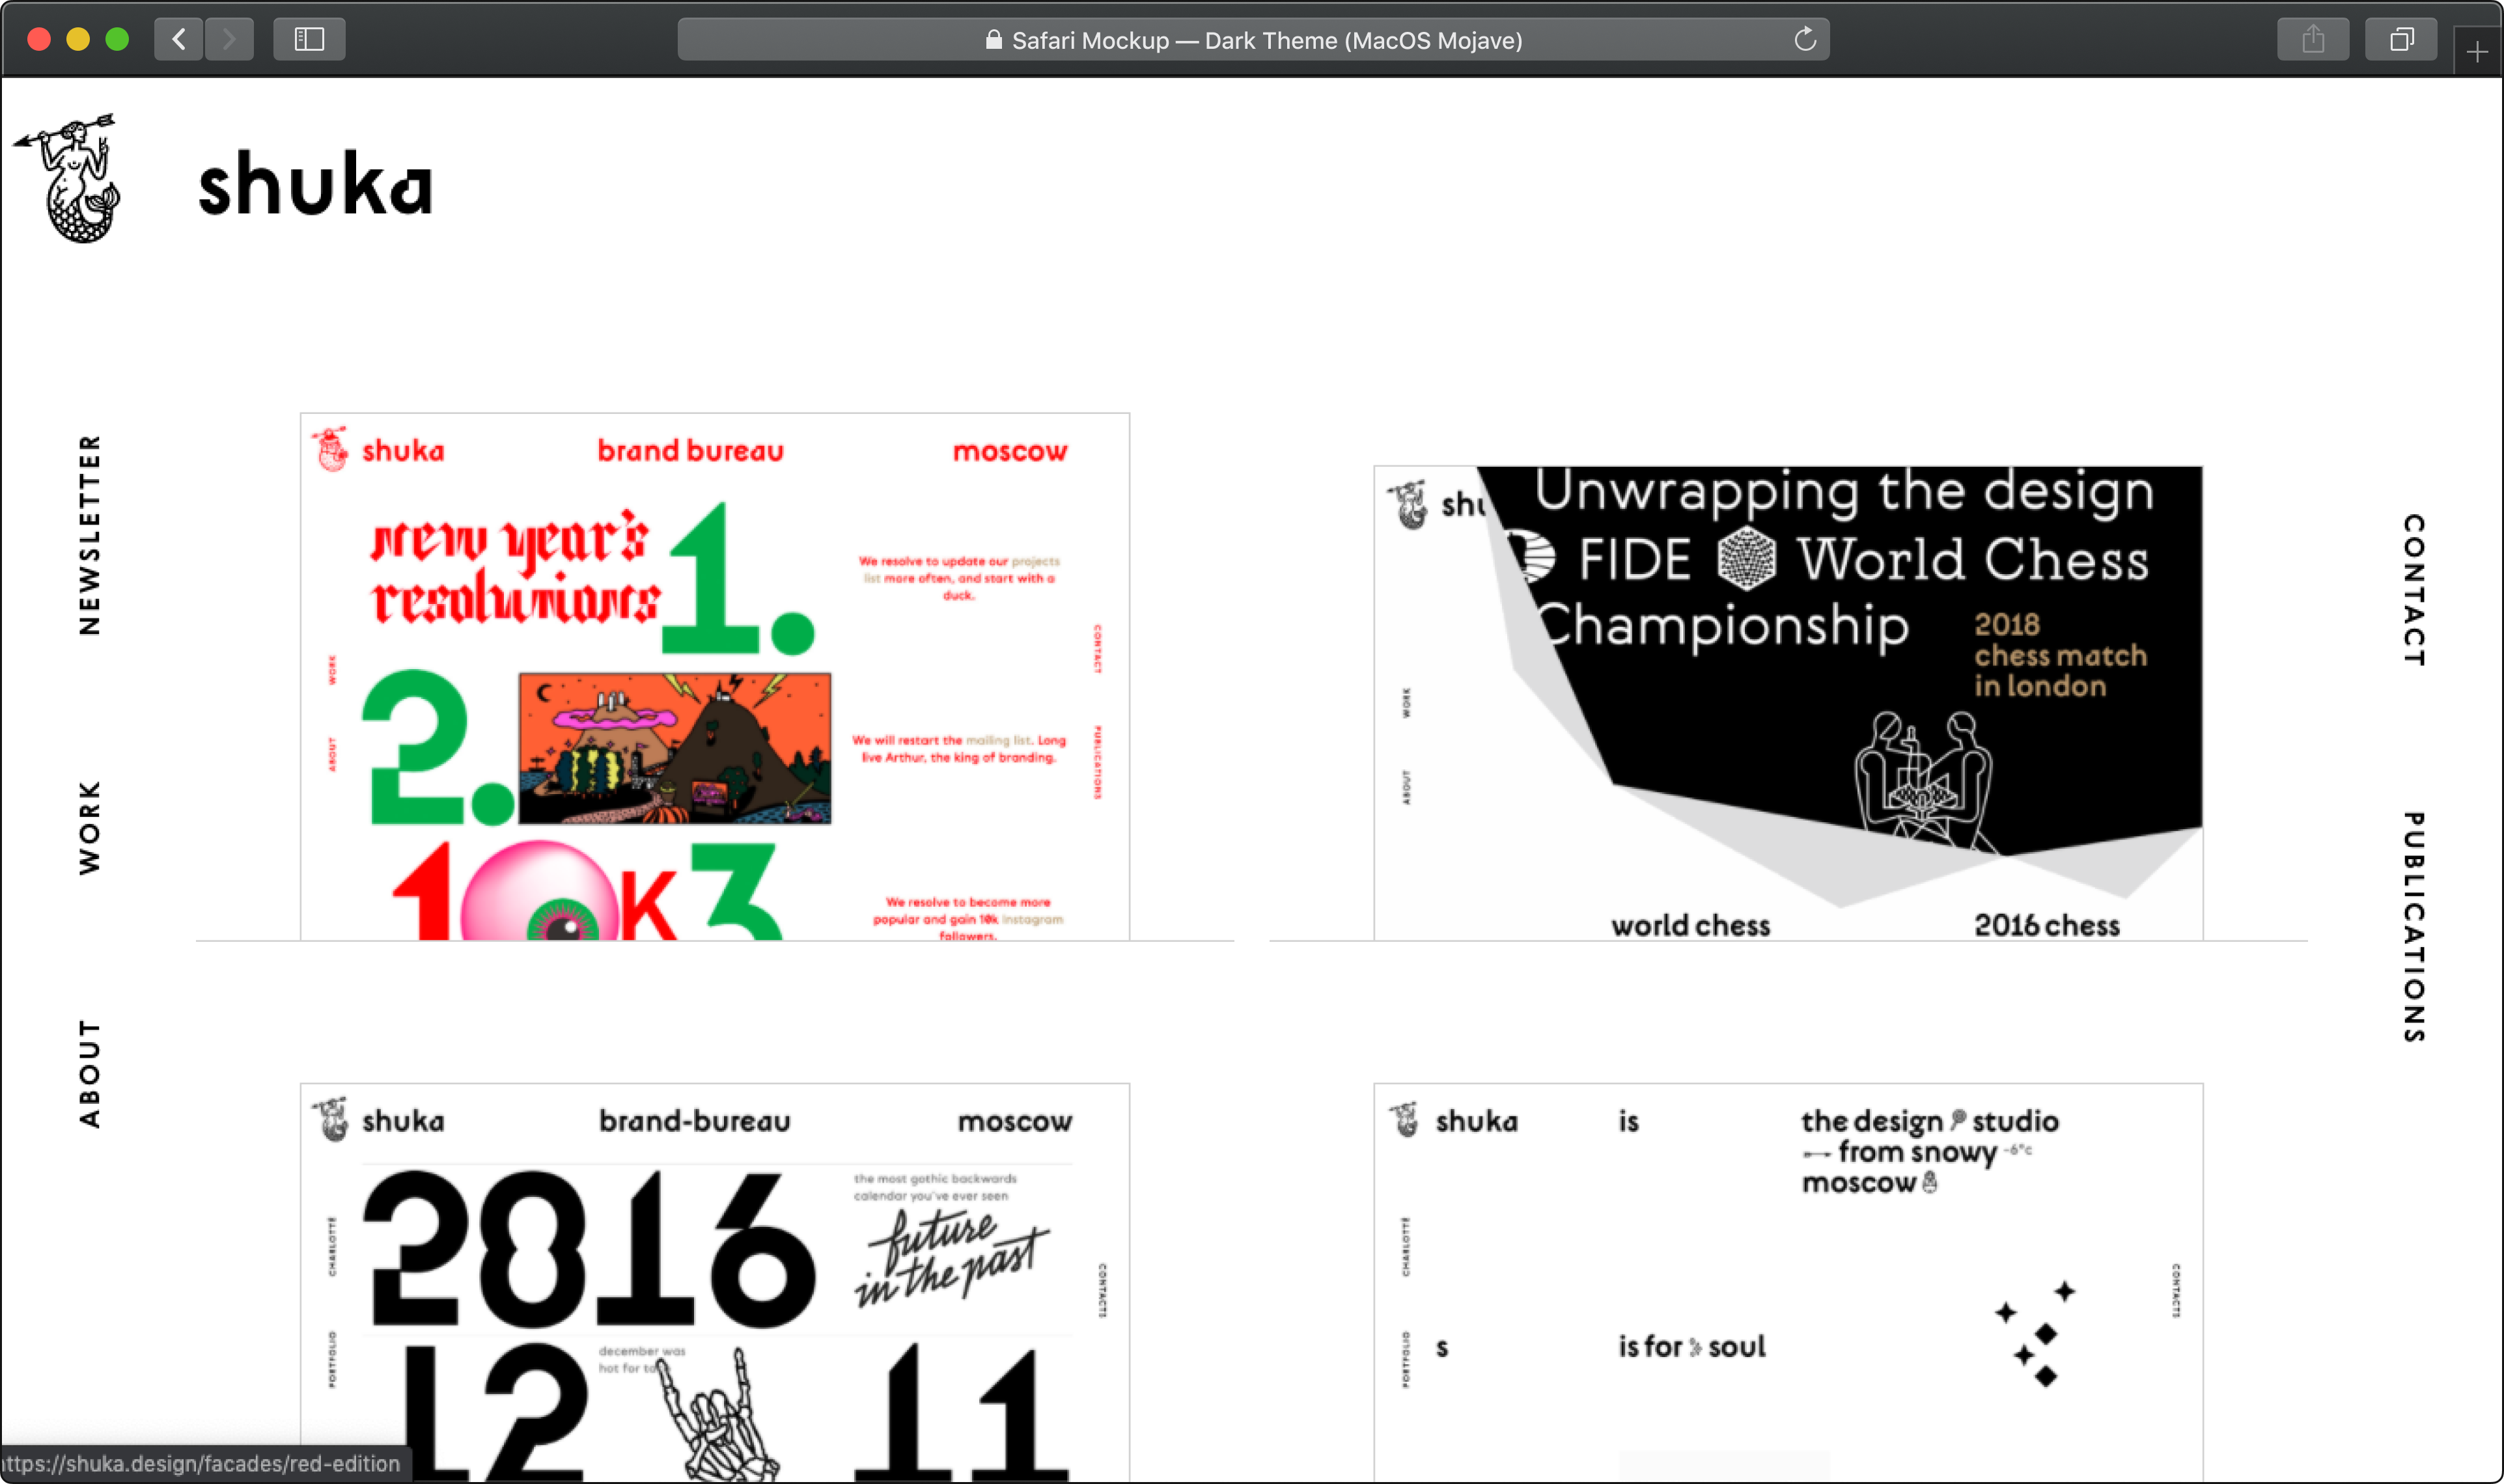 Safari Mockup — Dark Theme (MacOS Mojave)
shuka
NEWSLETTER
WORK
ABOUT
CONTACT
PUBLICATIONS
shuka
brand bureau
moscow
new year's
resolutions
1.
We resolve to update our projects
list more often, and start with a
duck.
WORK
ABOUT
CONTACT
PUBLICATIONS
2.
We will restart the mailing list. Long
live Arthur, the king of branding.
10K
3
We resolve to become more
popular and gain 10k Instagram
followers.
shu
Unwrapping the design
FIDE World Chess
Championship
2018
chess match
in london
WORK
ABOUT
world chess
2016 chess
shuka
brand-bureau
moscow
2816
the most gothic backwards
calendar you've ever seen
future
in the past
CHARLOTTE
PORTFOLIO
CONTACTS
12
december was
hot for
11
shuka
is
the design studio
from snowy -6°c
moscow
CHARLOTTE
PORTFOLIO
CONTACTS
s
is for soul
ttps://shuka.design/facades/red-edition